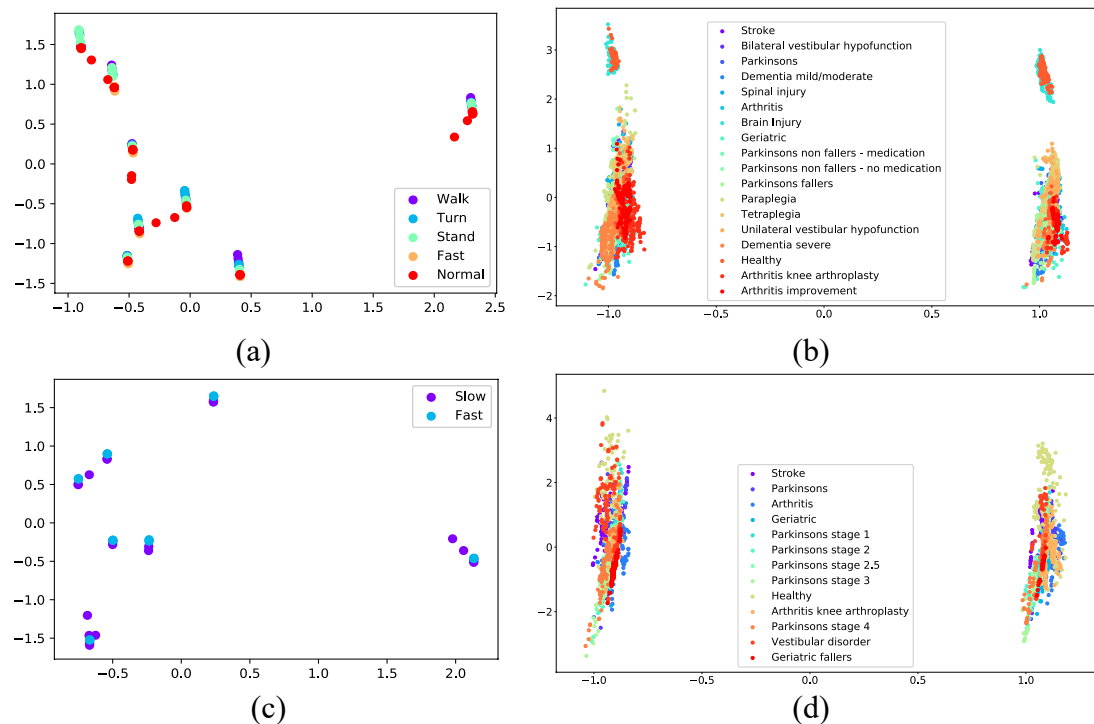 1.5
1.0
0.5
0.0
−0.5
−1.0
−1.5
−1.0
−0.5
0.0
0.5
1.0
1.5
2.0
2.5
Walk
Turn
Stand
Fast
Normal
(a)
3
2
1
0
−1
−2
−1.0
−0.5
0.0
0.5
1.0
Stroke
Bilateral vestibular hypofunction
Parkinsons
Dementia mild/moderate
Spinal injury
Arthritis
Brain Injury
Geriatric
Parkinsons non fallers - medication
Parkinsons non fallers - no medication
Parkinsons fallers
Paraplegia
Tetraplegia
Unilateral vestibular hypofunction
Dementia severe
Healthy
Arthritis knee arthroplasty
Arthritis improvement
(b)
1.5
1.0
0.5
0.0
−0.5
−1.0
−1.5
−0.5
0.0
0.5
1.0
1.5
2.0
Slow
Fast
(c)
4
2
0
−2
−1.0
−0.5
0.0
0.5
1.0
Stroke
Parkinsons
Arthritis
Geriatric
Parkinsons stage 1
Parkinsons stage 2
Parkinsons stage 2.5
Parkinsons stage 3
Healthy
Arthritis knee arthroplasty
Parkinsons stage 4
Vestibular disorder
Geriatric fallers
(d)